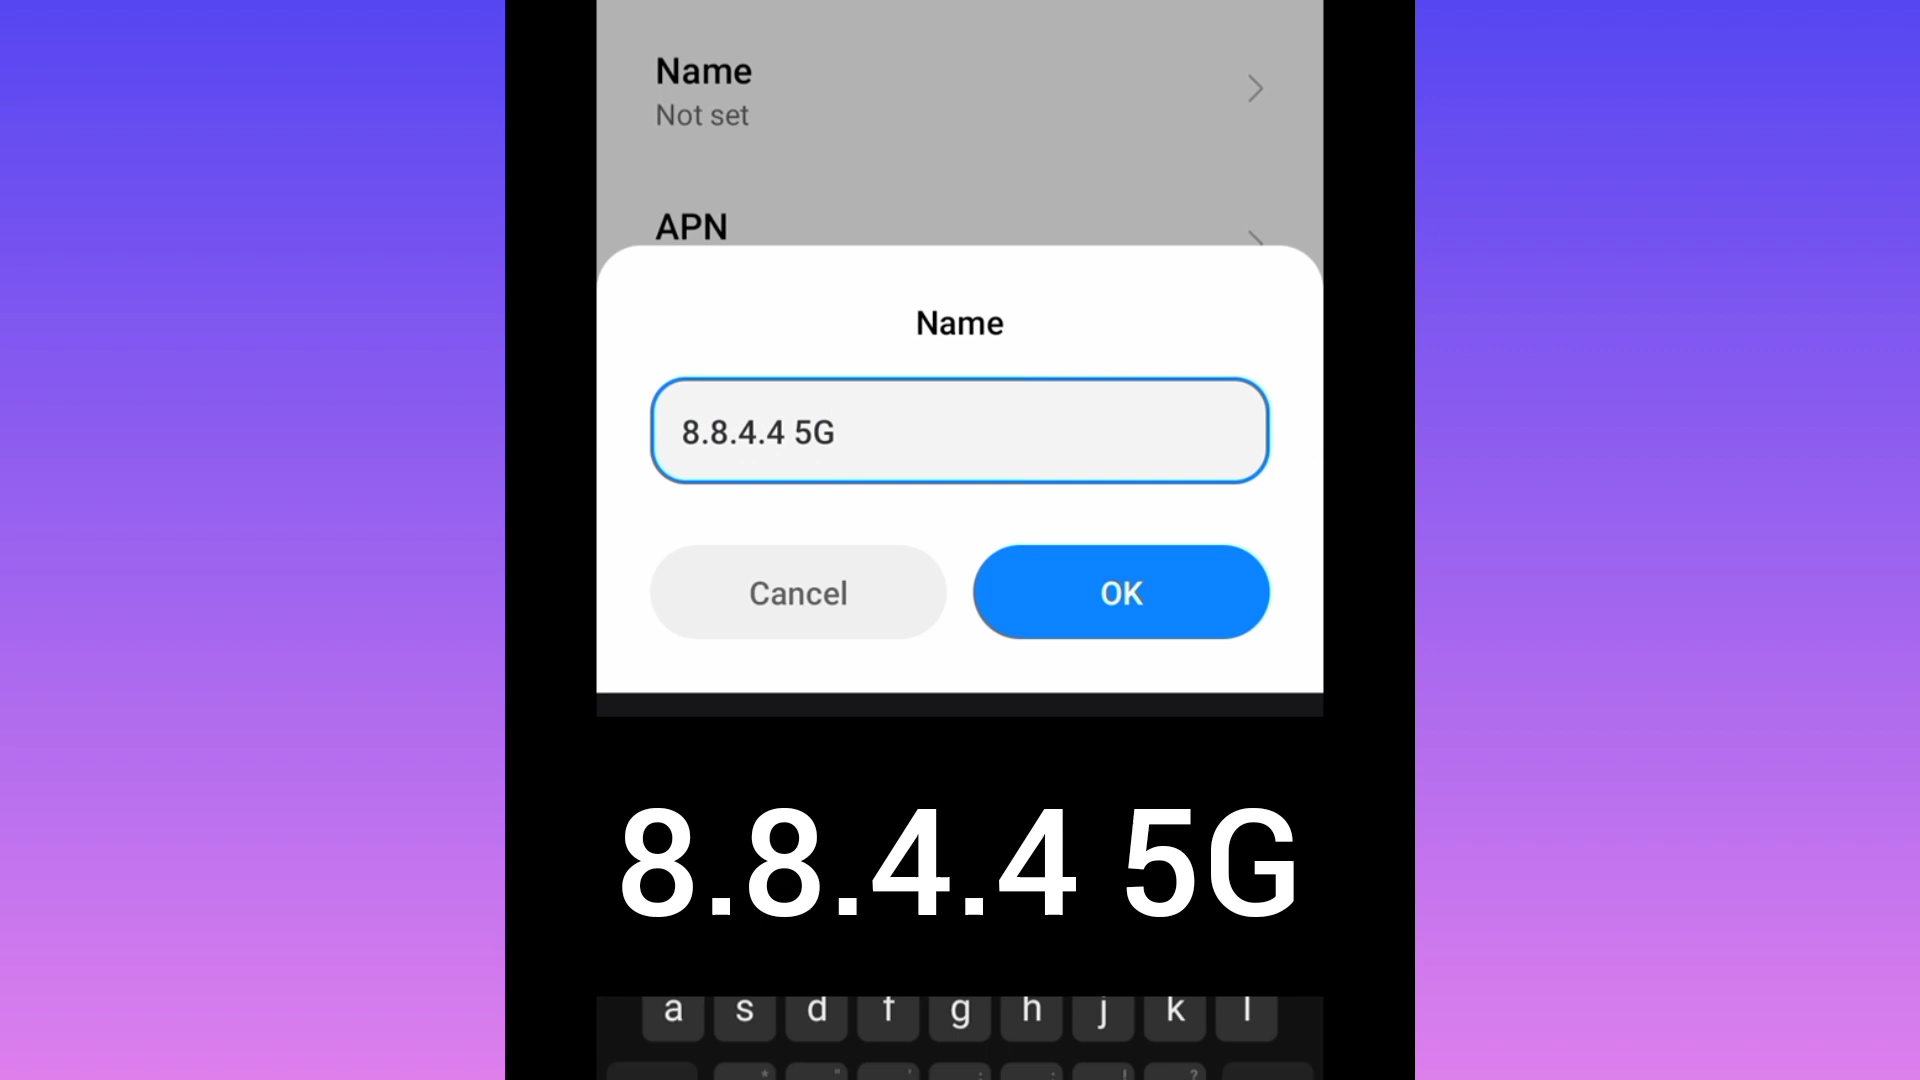 Name
Not set
APN
Name
8.8.4.4 5G
Cancel
OK
8.8.4.4 5G
a s d f g h j k l
* " ' : ; ! ?